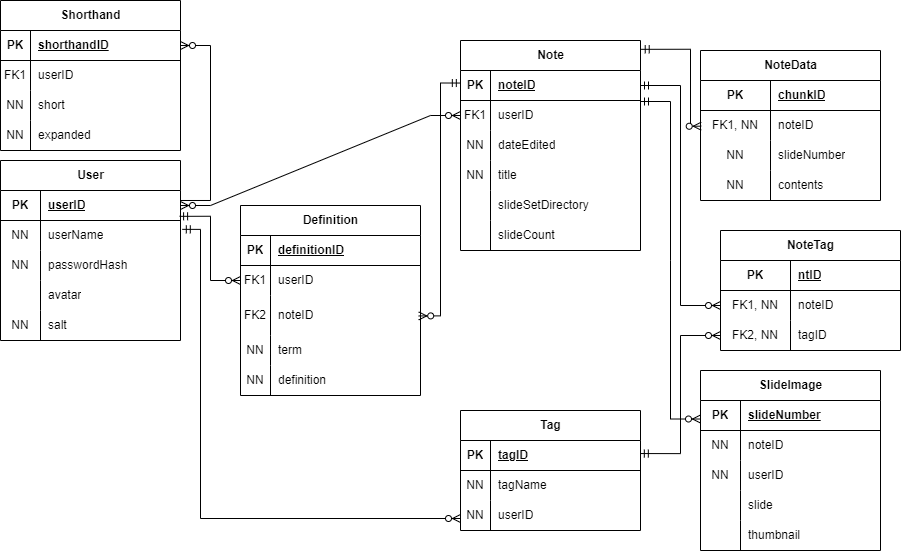 Shorthand
PK shorthandID
FK1 userID
NN short
NN expanded
User
PK userID
NN userName
NN passwordHash
avatar
NN salt
Definition
PK definitionID
FK1 userID
FK2 noteID
NN term
NN definition
Note
PK noteID
FK1 userID
NN dateEdited
NN title
slideSetDirectory
slideCount
Tag
PK tagID
NN tagName
NN userID
NoteData
PK chunkID
FK1, NN noteID
NN slideNumber
NN contents
NoteTag
PK ntID
FK1, NN noteID
FK2, NN tagID
SlideImage
PK slideNumber
NN noteID
NN userID
slide
thumbnail